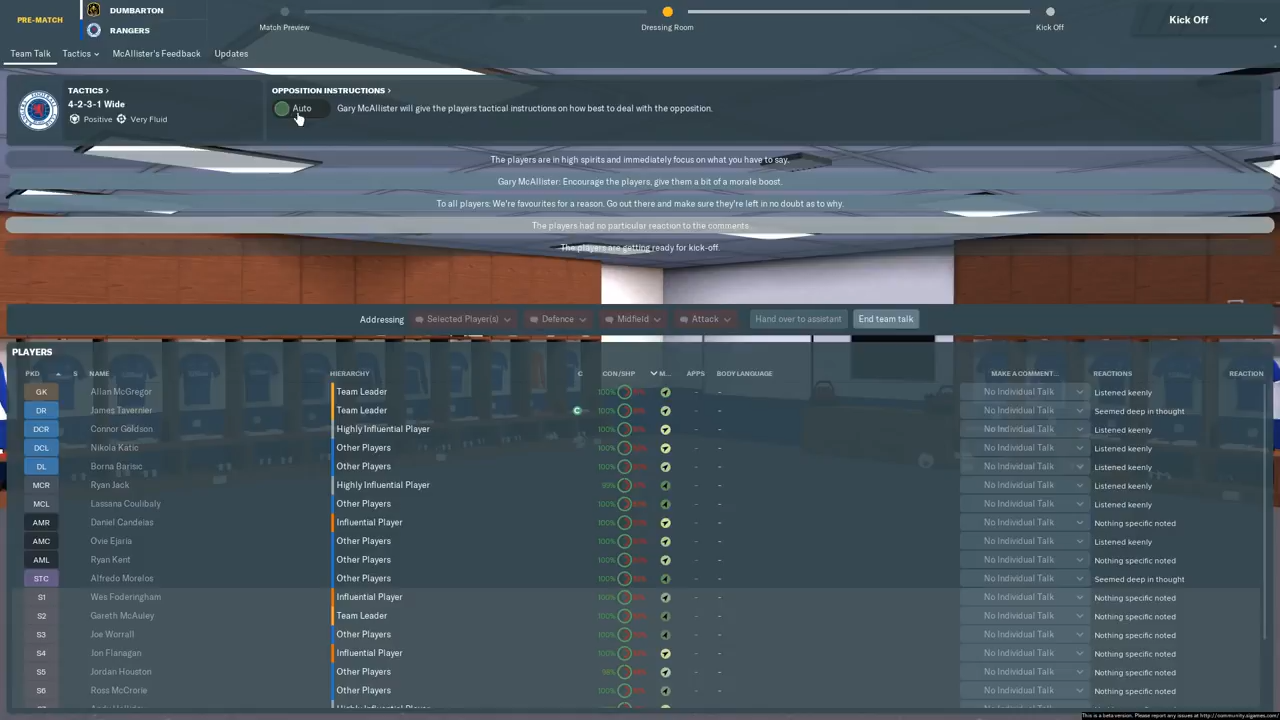 PRE-MATCH
DUMBARTON
RANGERS
Match Preview
Dressing Room
Kick Off
Kick Off
Team Talk
Tactics
McAllister's Feedback
Updates
TACTICS
4-2-3-1 Wide
Positive Very Fluid
OPPOSITION INSTRUCTIONS
Auto
Gary McAllister will give the players tactical instructions on how best to deal with the opposition.
The players are in high spirits and immediately focus on what you have to say.
Gary McAllister: Encourage the players, give them a bit of a morale boost.
To all players: We're favourites for a reason. Go out there and make sure they're left in no doubt as to why.
The players had no particular reaction to the comments...
The players are getting ready for kick-off.
Addressing Selected Player(s) Defence Midfield Attack Hand over to assistant End team talk
PLAYERS
PKD S NAME HIERARCHY C CON/SHP M... APPS BODY LANGUAGE MAKE A COMMENT... REACTIONS REACTION
GK Allan McGregor Team Leader 100% - - No Individual Talk Listened keenly
DR James Tavernier Team Leader C 100% - - No Individual Talk Seemed deep in thought
DCR Connor Goldson Highly Influential Player 100% - - No Individual Talk Listened keenly
DCL Nikola Katic Other Players 100% - - No Individual Talk Listened keenly
DL Borna Barisic Other Players 100% - - No Individual Talk Listened keenly
MCR Ryan Jack Highly Influential Player 99% - - No Individual Talk Listened keenly
MCL Lassana Coulibaly Other Players 100% - - No Individual Talk Listened keenly
AMR Daniel Candeias Influential Player 100% - - No Individual Talk Nothing specific noted
AMC Ovie Ejaria Other Players 100% - - No Individual Talk Listened keenly
AML Ryan Kent Other Players 100% - - No Individual Talk Nothing specific noted
STC Alfredo Morelos Other Players 100% - - No Individual Talk Seemed deep in thought
S1 Wes Foderingham Influential Player 100% - - No Individual Talk Nothing specific noted
S2 Gareth McAuley Team Leader 100% - - No Individual Talk Nothing specific noted
S3 Joe Worrall Other Players 100% - - No Individual Talk Nothing specific noted
S4 Jon Flanagan Influential Player 100% - - No Individual Talk Nothing specific noted
S5 Jordan Houston Other Players - - No Individual Talk Nothing specific noted
S6 Ross McCrorie Other Players 100% - - No Individual Talk Nothing specific noted
This is a beta version. Please report any issues at http://community.sigames.com/